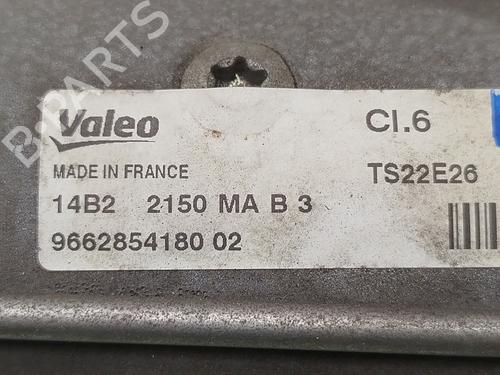 B-PARTS
Valeo
Cl.6
MADE IN FRANCE
TS22E26
14B2 2150 MA B 3
9662854180 02